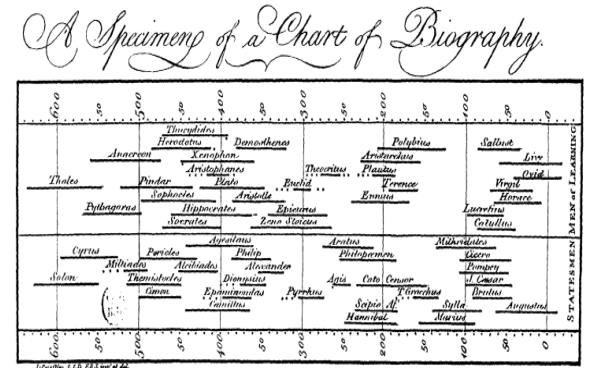 A Specimen of a Chart of Biography.
600 50 500 50 400 50 300 50 200 50 100 50 0
Thucydides
Herodotus Demosthenes Polybius Sallust
Anacreon Xenophon Aristarchus Livy
Aristophanes Theocritus Plautus Ovid
Thales Pindar Plato Euclid Terence Virgil
Sophocles Aristotle Ennius Horace
Pythagoras Hippocrates Epicurus Lucretius
Socrates Zeno Stoicus Catullus
MEN of LEARNING
Agesilaus Aratus Mithridates
Cyrus Pericles Philip Philopœmen Cicero
Miltiades Alcibiades Alexander Pompey
Solon Themistocles Dionysius Agis Cato Censor J. Cæsar
Cimon Epaminondas Pyrrhus T. Gracchus Brutus
Camillus Scipio Af. Sylla Augustus
Hannibal Marius
STATESMEN
600 50 500 50 400 50 300 50 200 50 100 50 0